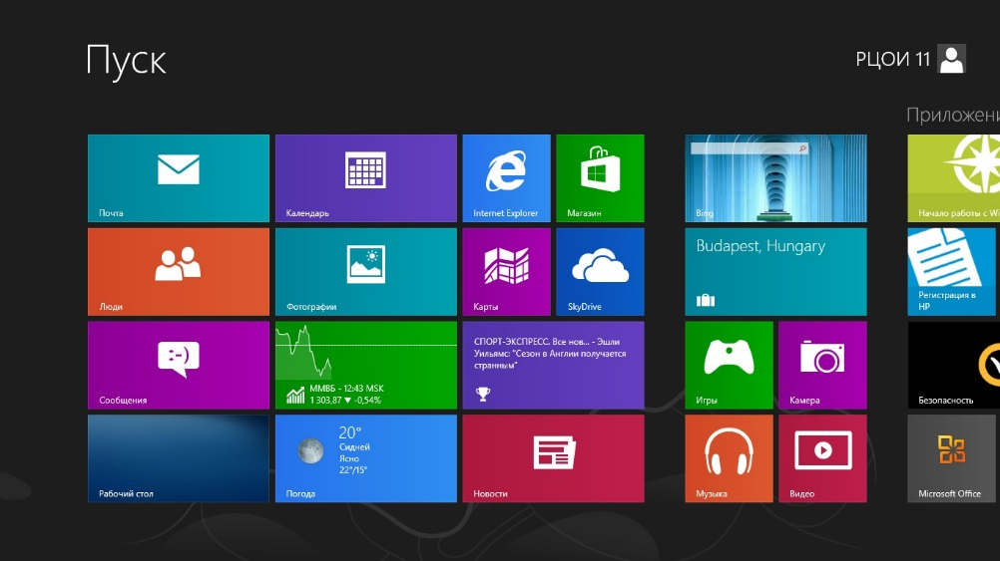 Пуск
РЦОИ 11
Приложени
Почта
Календарь
Internet Explorer
Магазин
Bing
Начало работы с Wi
Люди
Фотографии
Карты
SkyDrive
Budapest, Hungary
Регистрация в
HP
Сообщения
:-)
ММВБ - 12:43 MSK
1 303,87 ▼ -0,54%
СПОРТ-ЭКСПРЕСС. Все нов... - Эшли
Уильямс: "Сезон в Англии получается
странным"
Игры
Камера
Безопасность
Рабочий стол
20°
Сидней
Ясно
22°/15°
Погода
Новости
Музыка
Видео
Microsoft Office